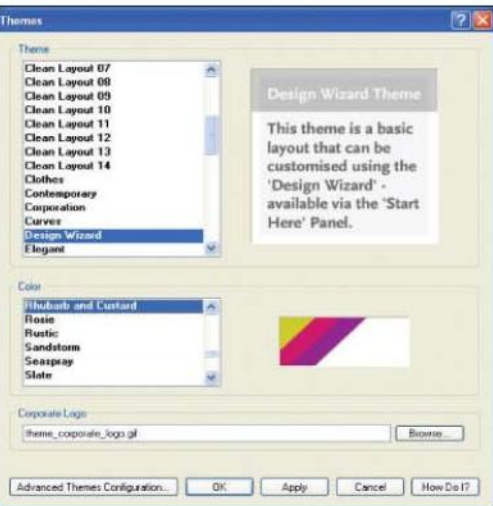 Themes
Theme
Clean Layout 07
Clean Layout 08
Clean Layout 09
Clean Layout 10
Clean Layout 11
Clean Layout 12
Clean Layout 13
Clean Layout 14
Clothes
Contemporary
Corporation
Curves
Design Wizard
Elegant
Design Wizard Theme
This theme is a basic
layout that can be
customised using the
'Design Wizard' -
available via the 'Start
Here' Panel.
Color
Rhubarb and Custard
Rosie
Rustic
Sandstorm
Seaspray
Slate
Corporate Logo
theme_corporate_logo.gif
Browse...
Advanced Themes Configuration...
OK
Apply
Cancel
How Do I?